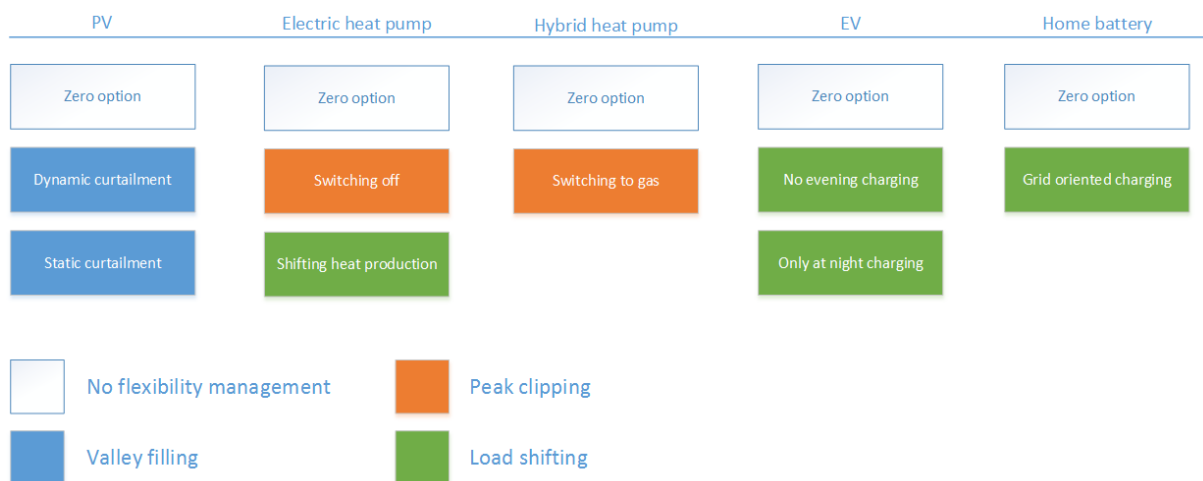 PV
Electric heat pump
Hybrid heat pump
EV
Home battery
Zero option
Zero option
Zero option
Zero option
Zero option
Dynamic curtailment
Switching off
Switching to gas
No evening charging
Grid oriented charging
Static curtailment
Shifting heat production
Only at night charging
No flexibility management
Peak clipping
Valley filling
Load shifting